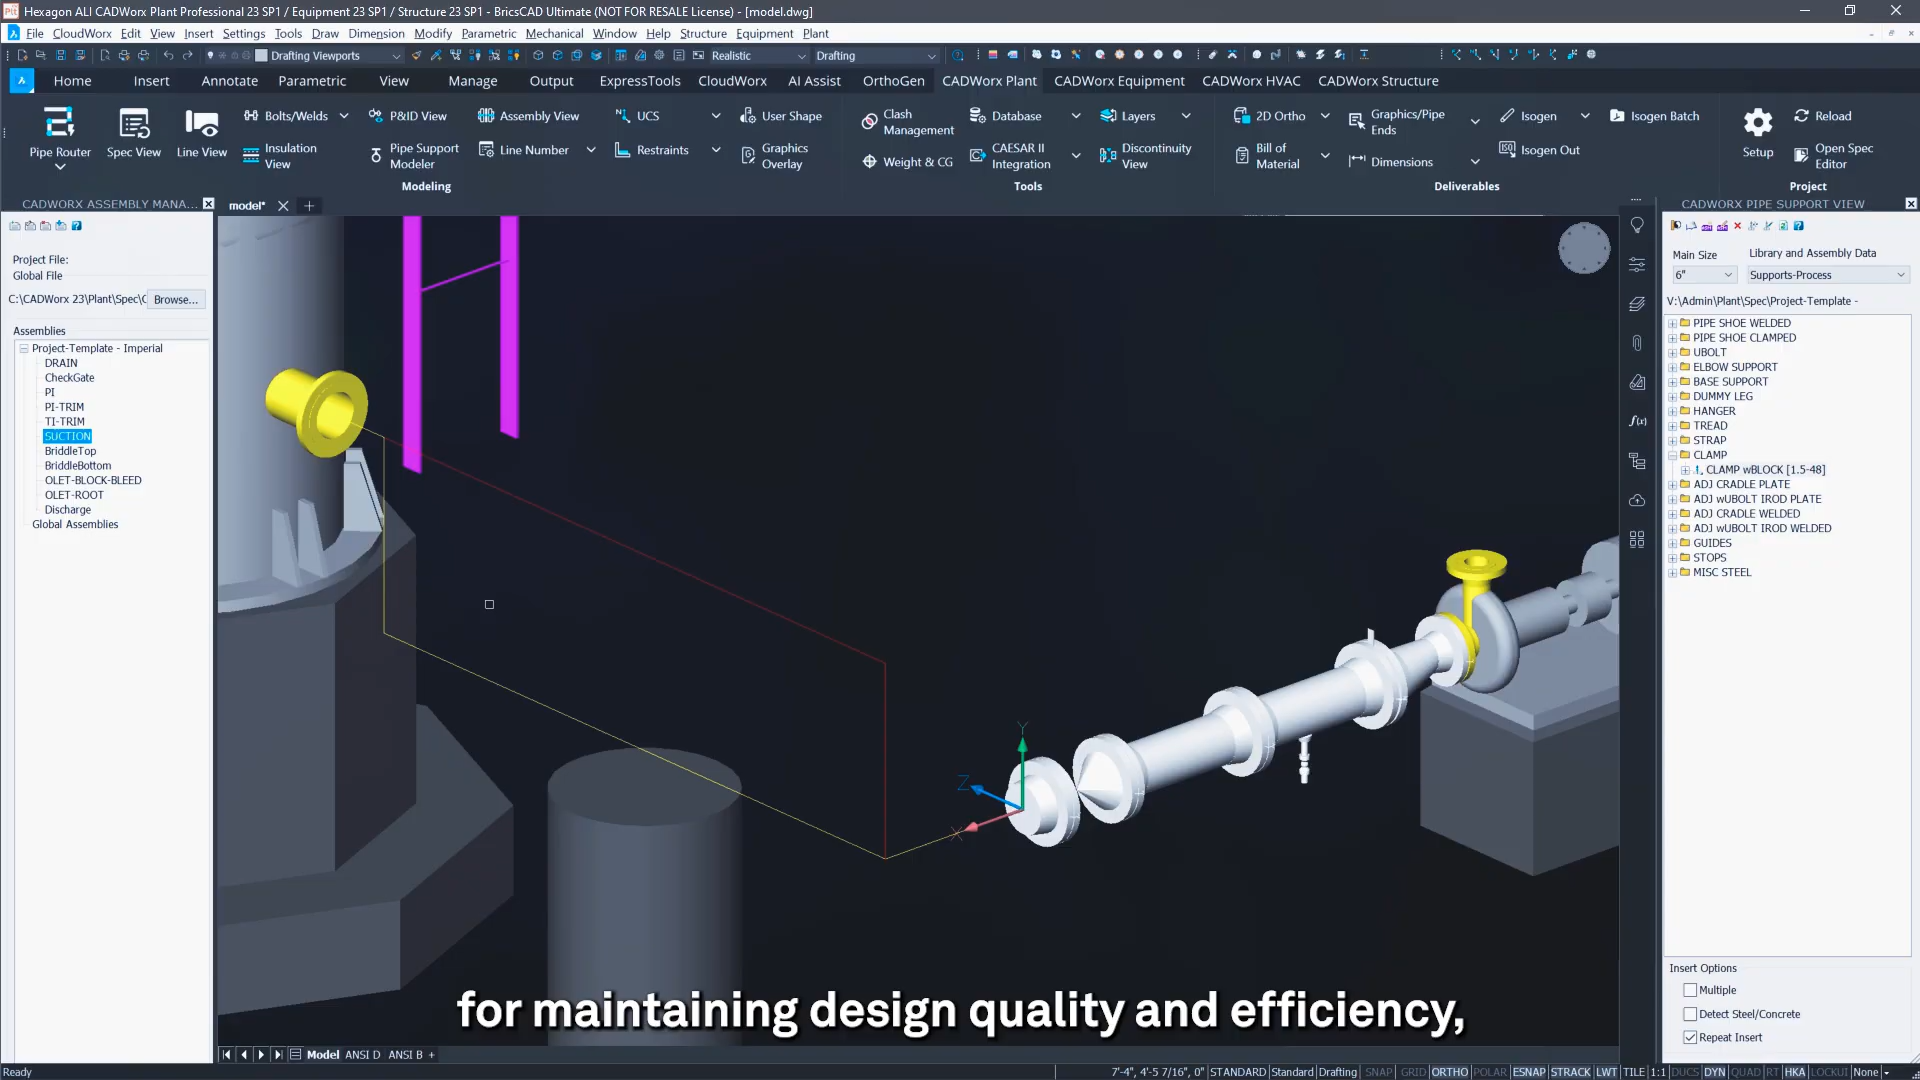 Hexagon ALI CADWorx Plant Professional 23 SP1 / Equipment 23 SP1 / Structure 23 SP1 - BricsCAD Ultimate (NOT FOR RESALE License) - [model.dwg]
File CloudWorx Edit View Insert Settings Tools Draw Dimension Modify Parametric Mechanical Window Help Structure Equipment Plant
Drafting Viewports Realistic Drafting
Home Insert Annotate Parametric View Manage Output ExpressTools CloudWorx AI Assist OrthoGen CADWorx Plant CADWorx Equipment CADWorx HVAC CADWorx Structure
Pipe Router Spec View Line View
Bolts/Welds P&ID View Assembly View UCS User Shape
Insulation View Pipe Support Modeler Line Number Restraints Graphics Overlay
Modeling
Clash Management Database Layers
Weight & CG CAESAR II Integration Discontinuity View
Tools
2D Ortho Graphics/Pipe Ends Isogen Isogen Batch
Bill of Material Dimensions Isogen Out
Deliverables
Setup Reload Open Spec Editor
Project
CADWORX ASSEMBLY MANA...
model*
CADWORX PIPE SUPPORT VIEW
Project File:
Global File
C:\CADWorx 23\Plant\Spec\C Browse...
Assemblies
Project-Template - Imperial
DRAIN
CheckGate
PI
PI-TRIM
TI-TRIM
SUCTION
BriddleTop
BriddleBottom
OLET-BLOCK-BLEED
OLET-ROOT
Discharge
Global Assemblies
Y
Z
X
Main Size Library and Assembly Data
6" Supports-Process
V:\Admin\Plant\Spec\Project-Template -
PIPE SHOE WELDED
PIPE SHOE CLAMPED
UBOLT
ELBOW SUPPORT
BASE SUPPORT
DUMMY LEG
HANGER
TREAD
STRAP
CLAMP
CLAMP wBLOCK [1.5-48]
ADJ CRADLE PLATE
ADJ wUBOLT IROD PLATE
ADJ CRADLE WELDED
ADJ wUBOLT IROD WELDED
GUIDES
STOPS
MISC STEEL
Insert Options
Multiple
Detect Steel/Concrete
Repeat Insert
for maintaining design quality and efficiency,
Model ANSI D ANSI B +
Ready
7'-4", 4'-5 7/16", 0" STANDARD Standard Drafting SNAP GRID ORTHO POLAR ESNAP STRACK LWT TILE 1:1 DUCS DYN QUAD RT HKA LOCKUI None